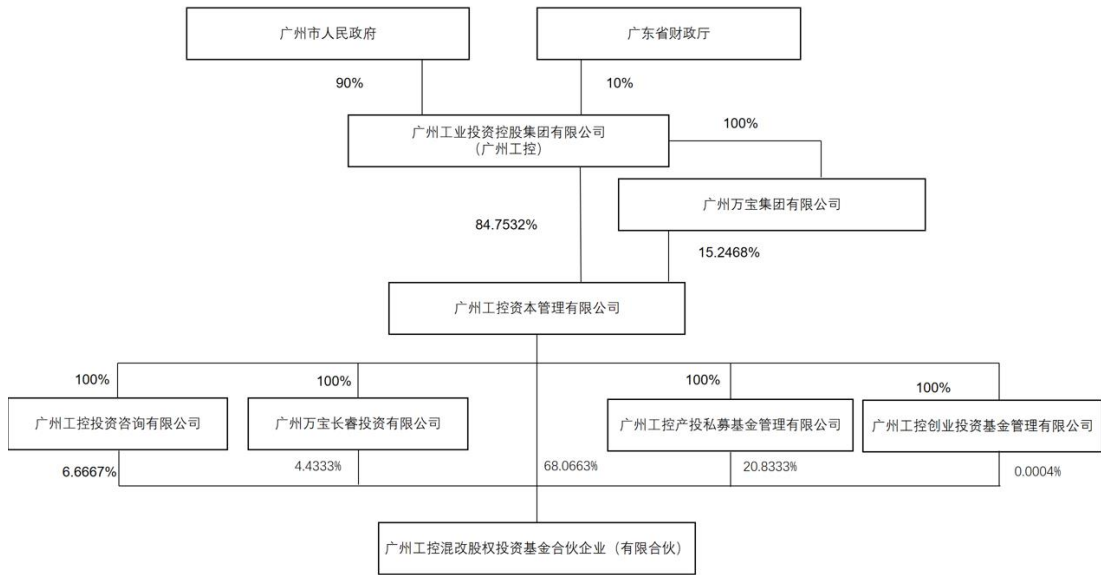 广州市人民政府
广东省财政厅
90%
10%
广州工业投资控股集团有限公司
（广州工控）
100%
广州万宝集团有限公司
84.7532%
15.2468%
广州工控资本管理有限公司
100%
100%
100%
100%
广州工控投资咨询有限公司
广州万宝长睿投资有限公司
广州工控产投私募基金管理有限公司
广州工控创业投资基金管理有限公司
6.6667%
4.4333%
68.0663%
20.8333%
0.0004%
广州工控混改股权投资基金合伙企业（有限合伙）